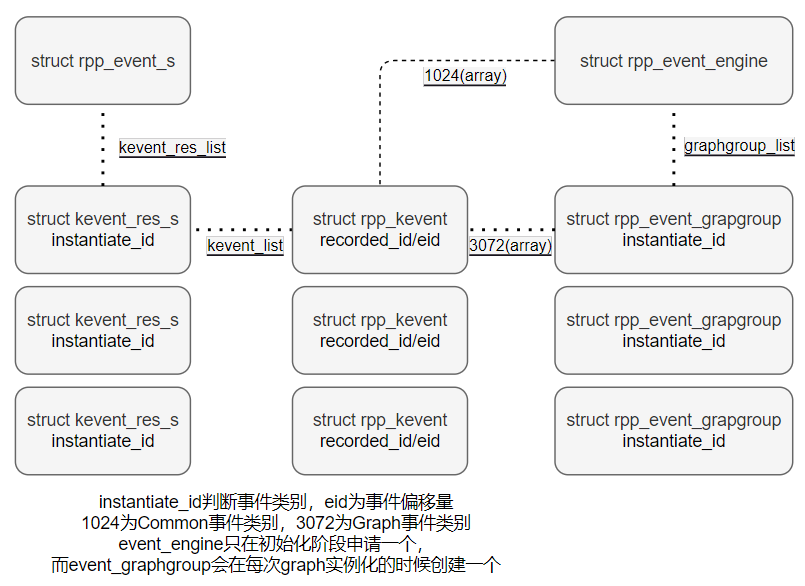 struct rpp_event_s
1024(array)
struct rpp_event_engine
kevent_res_list
graphgroup_list
struct kevent_res_s
instantiate_id
kevent_list
struct rpp_kevent
recorded_id/eid
3072(array)
struct rpp_event_grapgroup
instantiate_id
struct kevent_res_s
instantiate_id
struct rpp_kevent
recorded_id/eid
struct rpp_event_grapgroup
instantiate_id
struct kevent_res_s
instantiate_id
struct rpp_kevent
recorded_id/eid
struct rpp_event_grapgroup
instantiate_id
instantiate_id判断事件类别，eid为事件偏移量
1024为Common事件类别，3072为Graph事件类别
event_engine只在初始化阶段申请一个，
而event_graphgroup会在每次graph实例化的时候创建一个